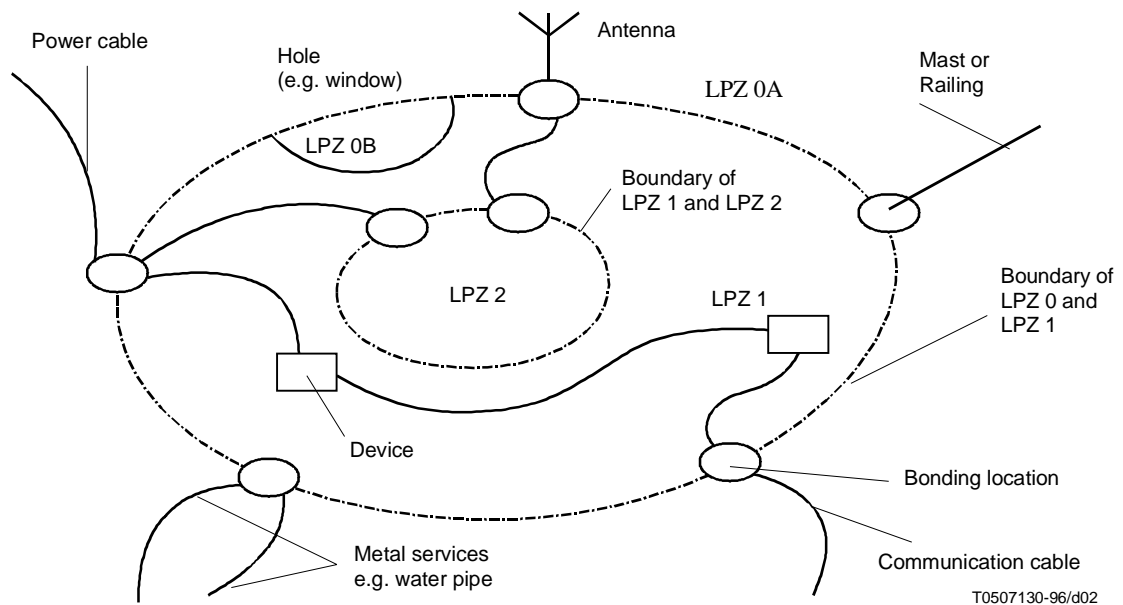 Power cable
Antenna
Hole
(e.g. window)
Mast or
Railing
LPZ 0A
LPZ 0B
Boundary of
LPZ 1 and LPZ 2
LPZ 2
LPZ 1
Boundary of
LPZ 0 and
LPZ 1
Device
Bonding location
Metal services
e.g. water pipe
Communication cable
T0507130-96/d02